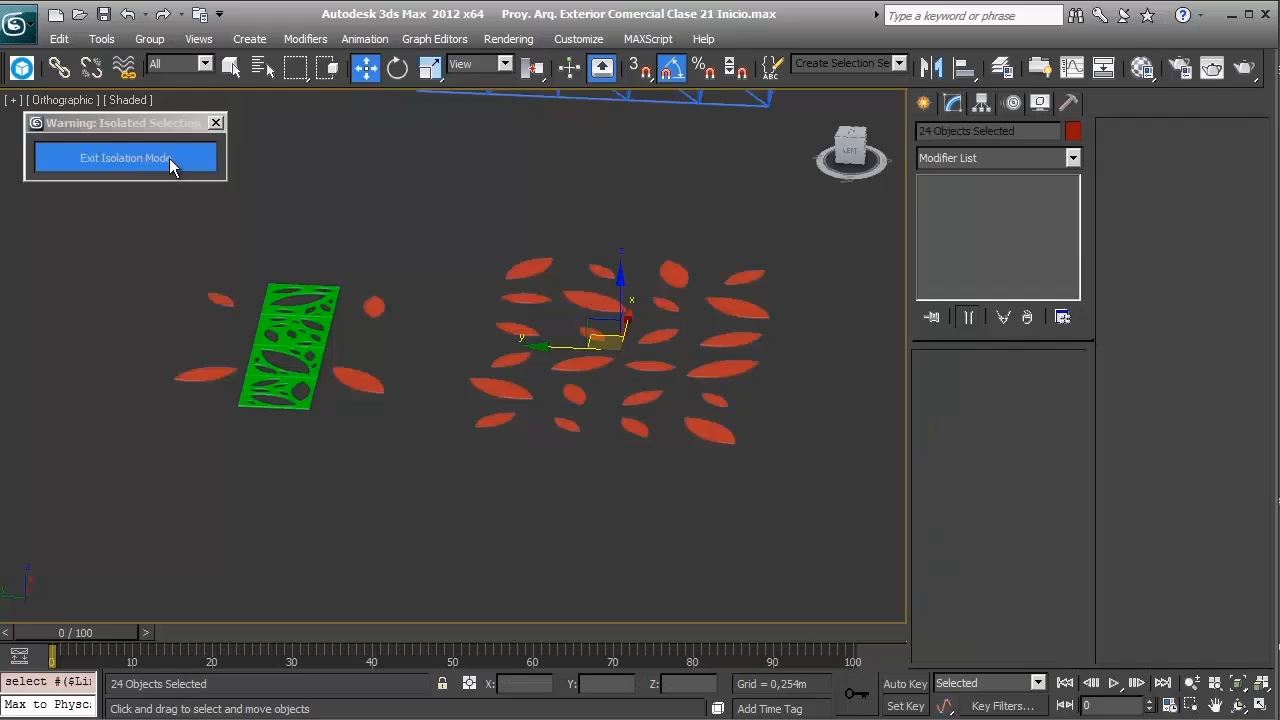 Autodesk 3ds Max 2012 x64 Proy. Arq. Exterior Comercial Clase 21 Inicio.max
Type a keyword or phrase
Edit Tools Group Views Create Modifiers Animation Graph Editors Rendering Customize MAXScript Help
All View 3 Create Selection Se
[ + ] [ Orthographic ] [ Shaded ]
Warning: Isolated Selection
Exit Isolation Mode
LEFT
24 Objects Selected
Modifier List
z
x
y
z
0 / 100
0 10 20 30 40 50 60 70 80 90 100
select #($Li
24 Objects Selected X: Y: Z: Grid = 0,254m Auto Key Selected
Max to Physc
Click and drag to select and move objects Add Time Tag Set Key Key Filters... 0